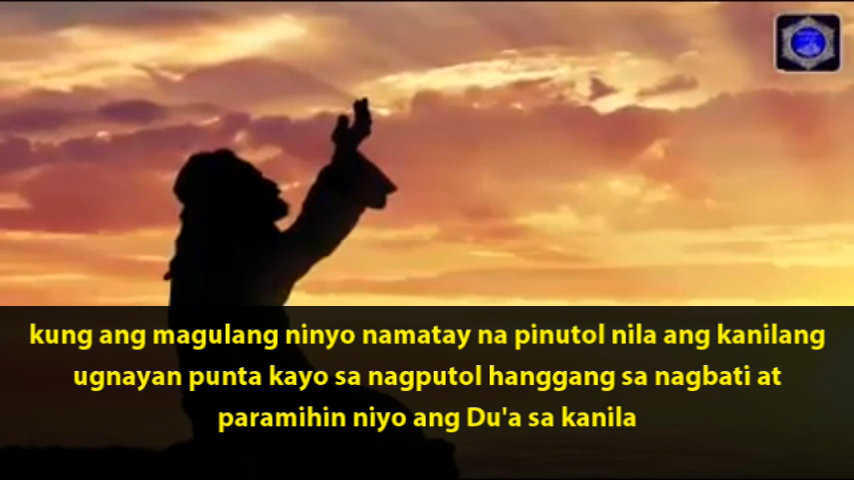 kung ang magulang ninyo namatay na pinutol nila ang kanilang
ugnayan punta kayo sa nagputol hanggang sa nagbati at
paramihin niyo ang Du'a sa kanila